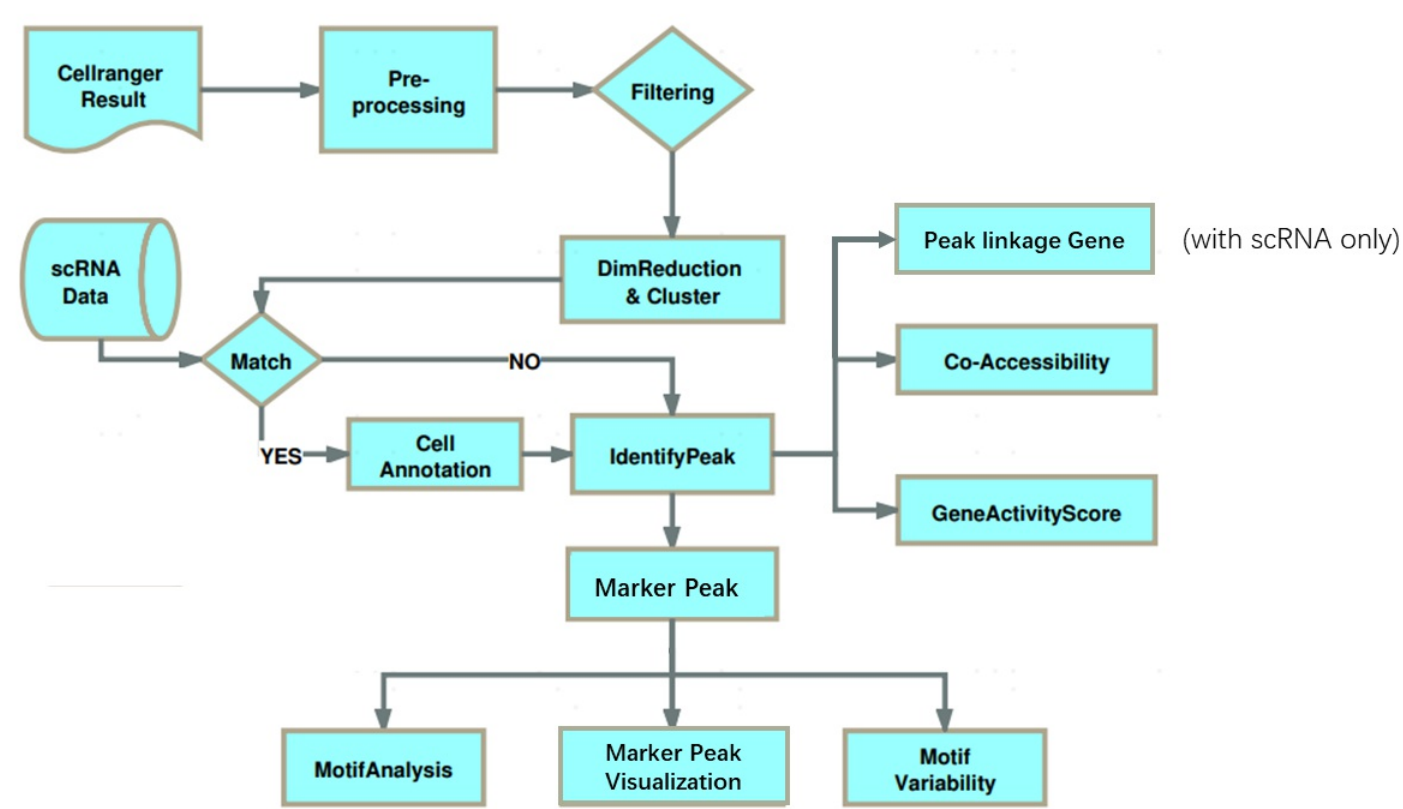 Cellranger
Result
Pre-
processing
Filtering
scRNA
Data
DimReduction
& Cluster
Peak linkage Gene
(with scRNA only)
Match
NO
Co-Accessibility
YES
Cell
Annotation
IdentifyPeak
GeneActivityScore
Marker Peak
MotifAnalysis
Marker Peak
Visualization
Motif
Variability